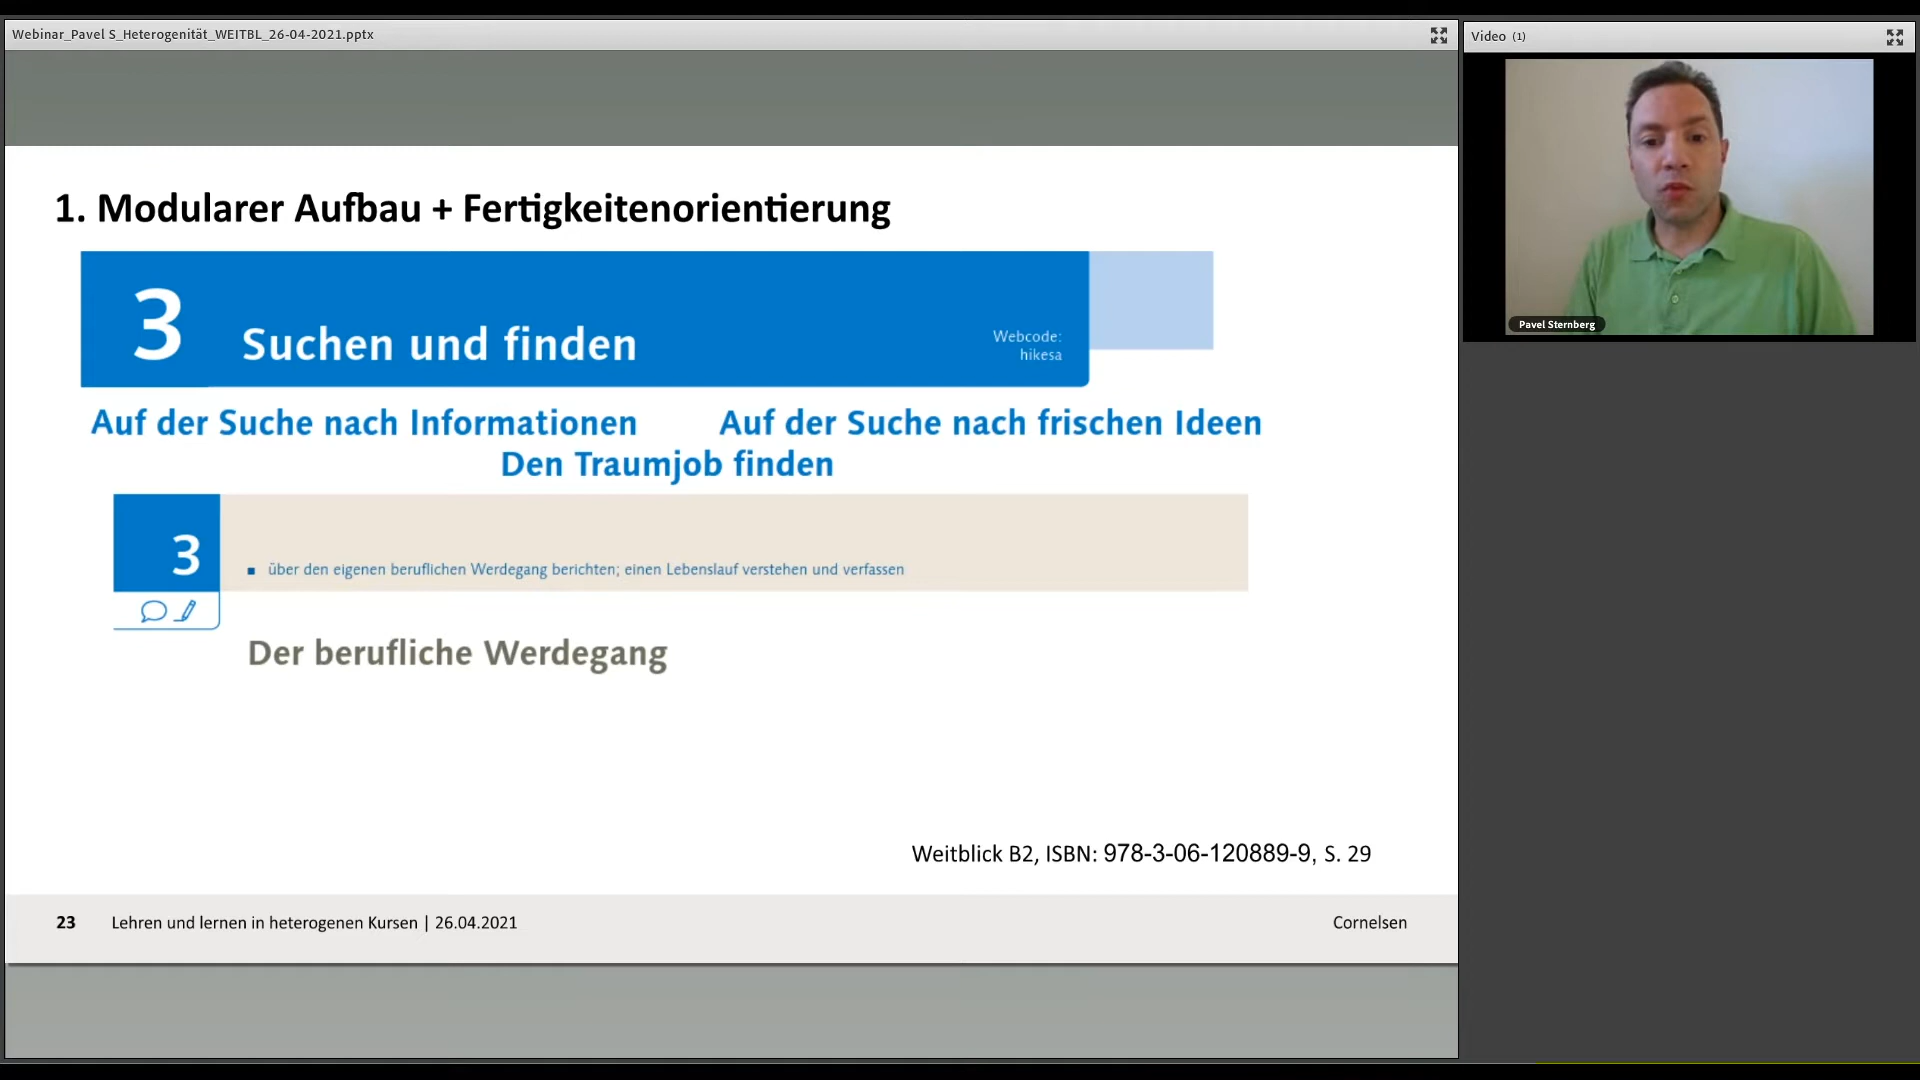 Webinar_Pavel S_Heterogenität_WEITBL_26-04-2021.pptx
Video (1)
Pavel Sternberg
1. Modularer Aufbau + Fertigkeitenorientierung
3 Suchen und finden
Webcode:
hikesa
Auf der Suche nach Informationen Auf der Suche nach frischen Ideen
Den Traumjob finden
3 ▪ über den eigenen beruflichen Werdegang berichten; einen Lebenslauf verstehen und verfassen
Der berufliche Werdegang
Weitblick B2, ISBN: 978-3-06-120889-9, S. 29
23 Lehren und lernen in heterogenen Kursen | 26.04.2021 Cornelsen